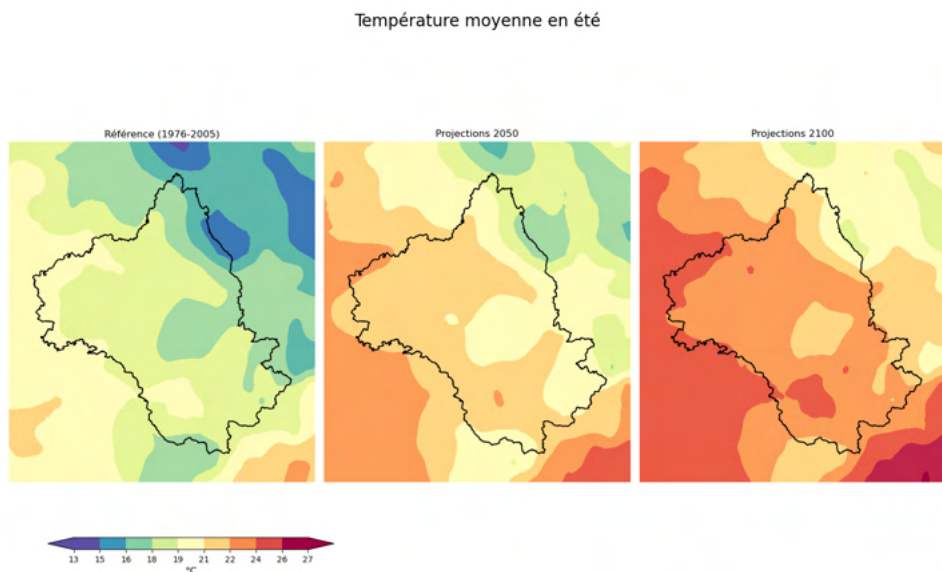 Température moyenne en été
Référence (1976-2005)
Projections 2050
Projections 2100
13 15 16 18 19 21 22 24 26 27
°C